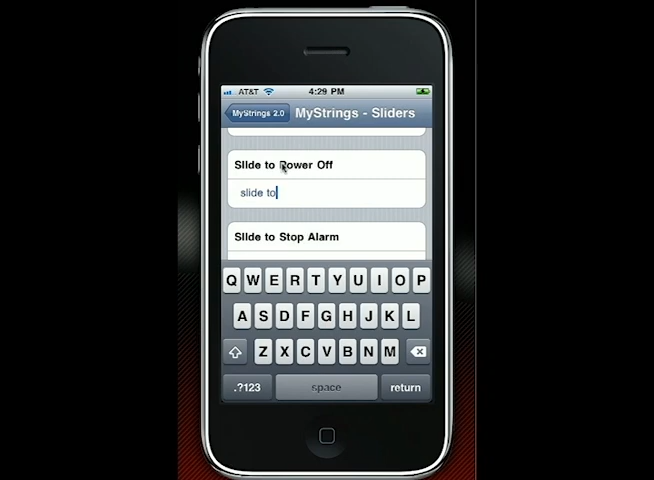 AT&T 4:29 PM
MyStrings 2.0 MyStrings - Sliders
Slide to Power Off
slide to
Slide to Stop Alarm
Q W E R T Y U I O P
A S D F G H J K L
Z X C V B N M
.?123 space return